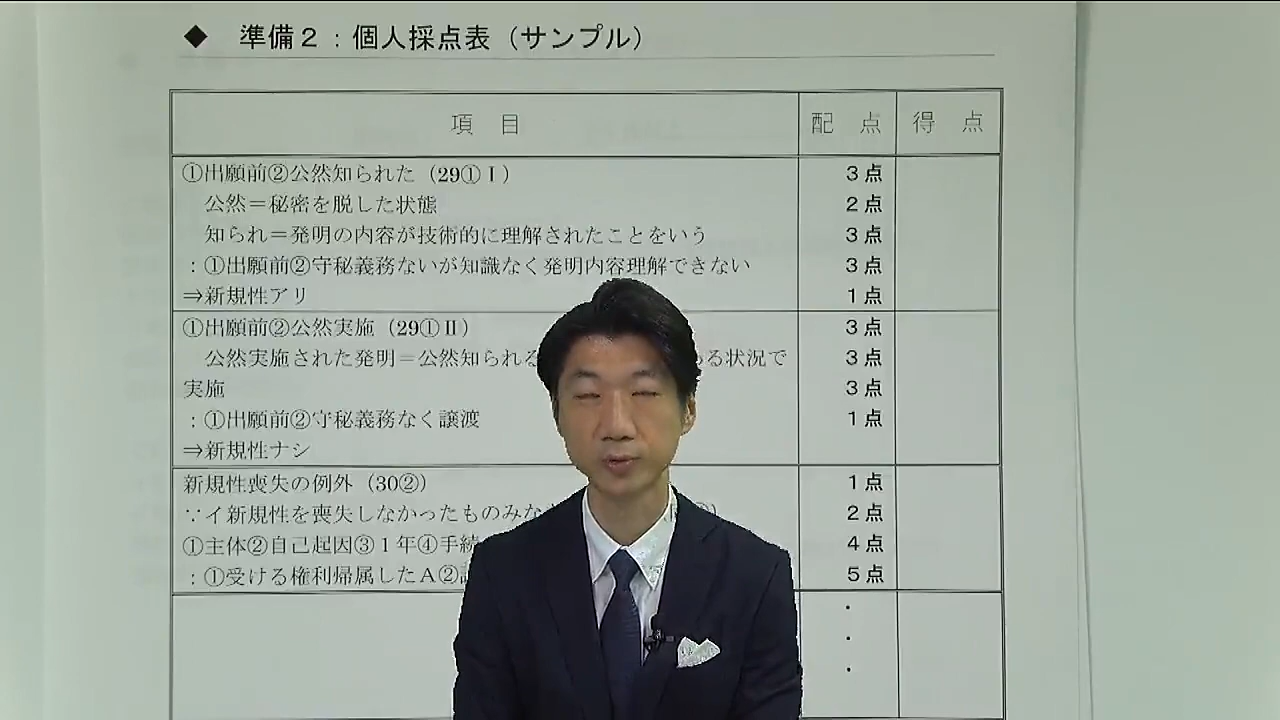 ◆ 準備2：個人採点表（サンプル）
項 目 配 点 得 点
①出願前②公然知られた（29①Ⅰ） 3点
公然＝秘密を脱した状態 2点
知られ＝発明の内容が技術的に理解されたことをいう 3点
：①出願前②守秘義務ないが知識なく発明内容理解できない 3点
⇒新規性アリ 1点
①出願前②公然実施（29①Ⅱ） 3点
公然実施された発明＝公然知られる ある状況で 3点
実施 3点
：①出願前②守秘義務なく譲渡 1点
⇒新規性ナシ
新規性喪失の例外（30②） 1点
∵イ新規性を喪失しなかったものみな 2点
①主体②自己起因③1年④手続 4点
：①受ける権利帰属したA② 5点